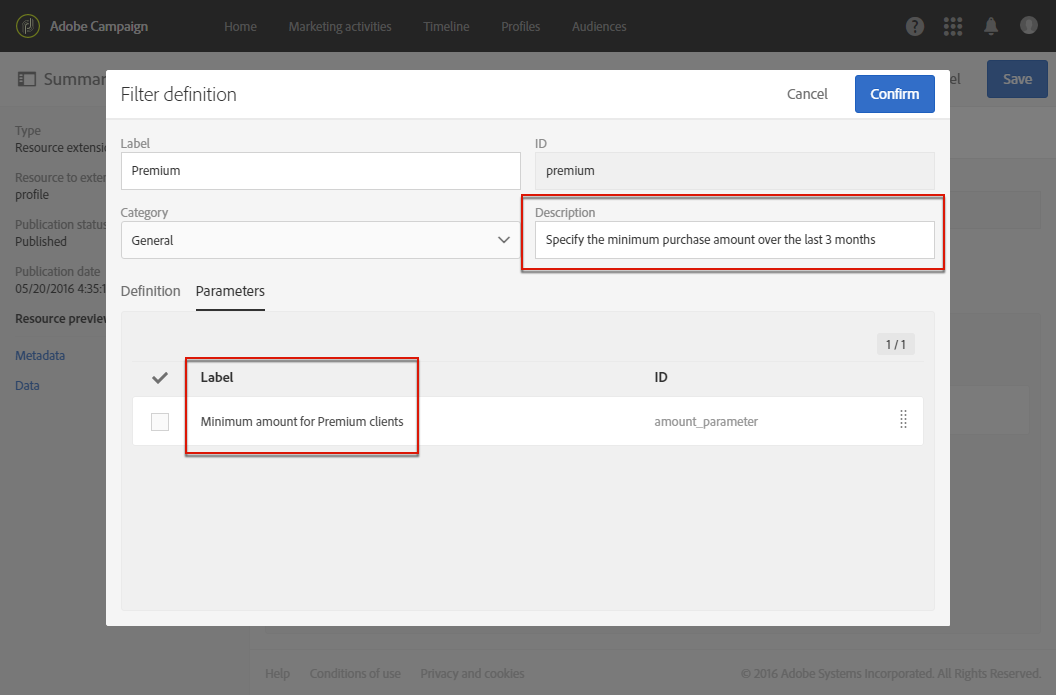 Adobe Campaign Home Marketing activities Timeline Profiles Audiences
Summar
el Save
Type
Resource extensi
Resource to exter
profile
Publication status
Published
Publication date
05/20/2016 4:35:1
Resource preview
Metadata
Data
Filter definition Cancel Confirm
Label ID
Premium premium
Category Description
General Specify the minimum purchase amount over the last 3 months
Definition Parameters
1 / 1
Label ID
Minimum amount for Premium clients amount_parameter
Help Conditions of use Privacy and cookies © 2016 Adobe Systems Incorporated. All Rights Reserved.